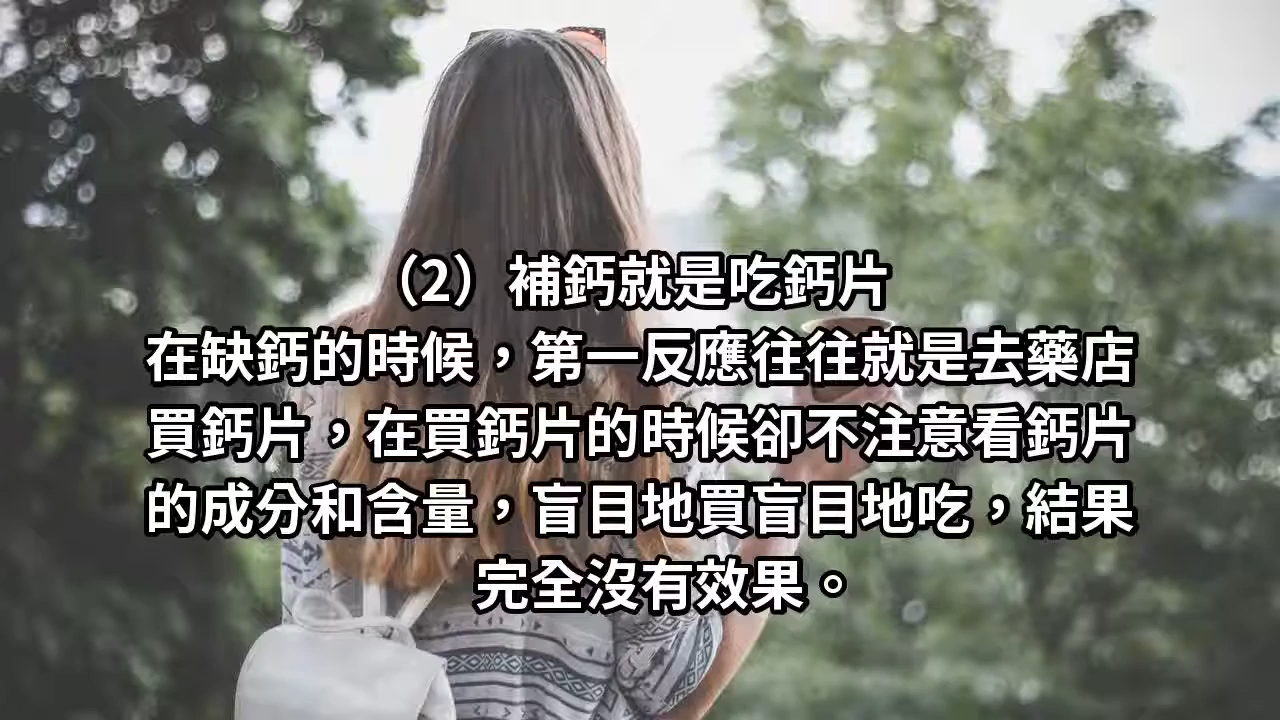 （2）補鈣就是吃鈣片
在缺鈣的時候，第一反應往往就是去藥店
買鈣片，在買鈣片的時候卻不注意看鈣片
的成分和含量，盲目地買盲目地吃，結果
完全沒有效果。